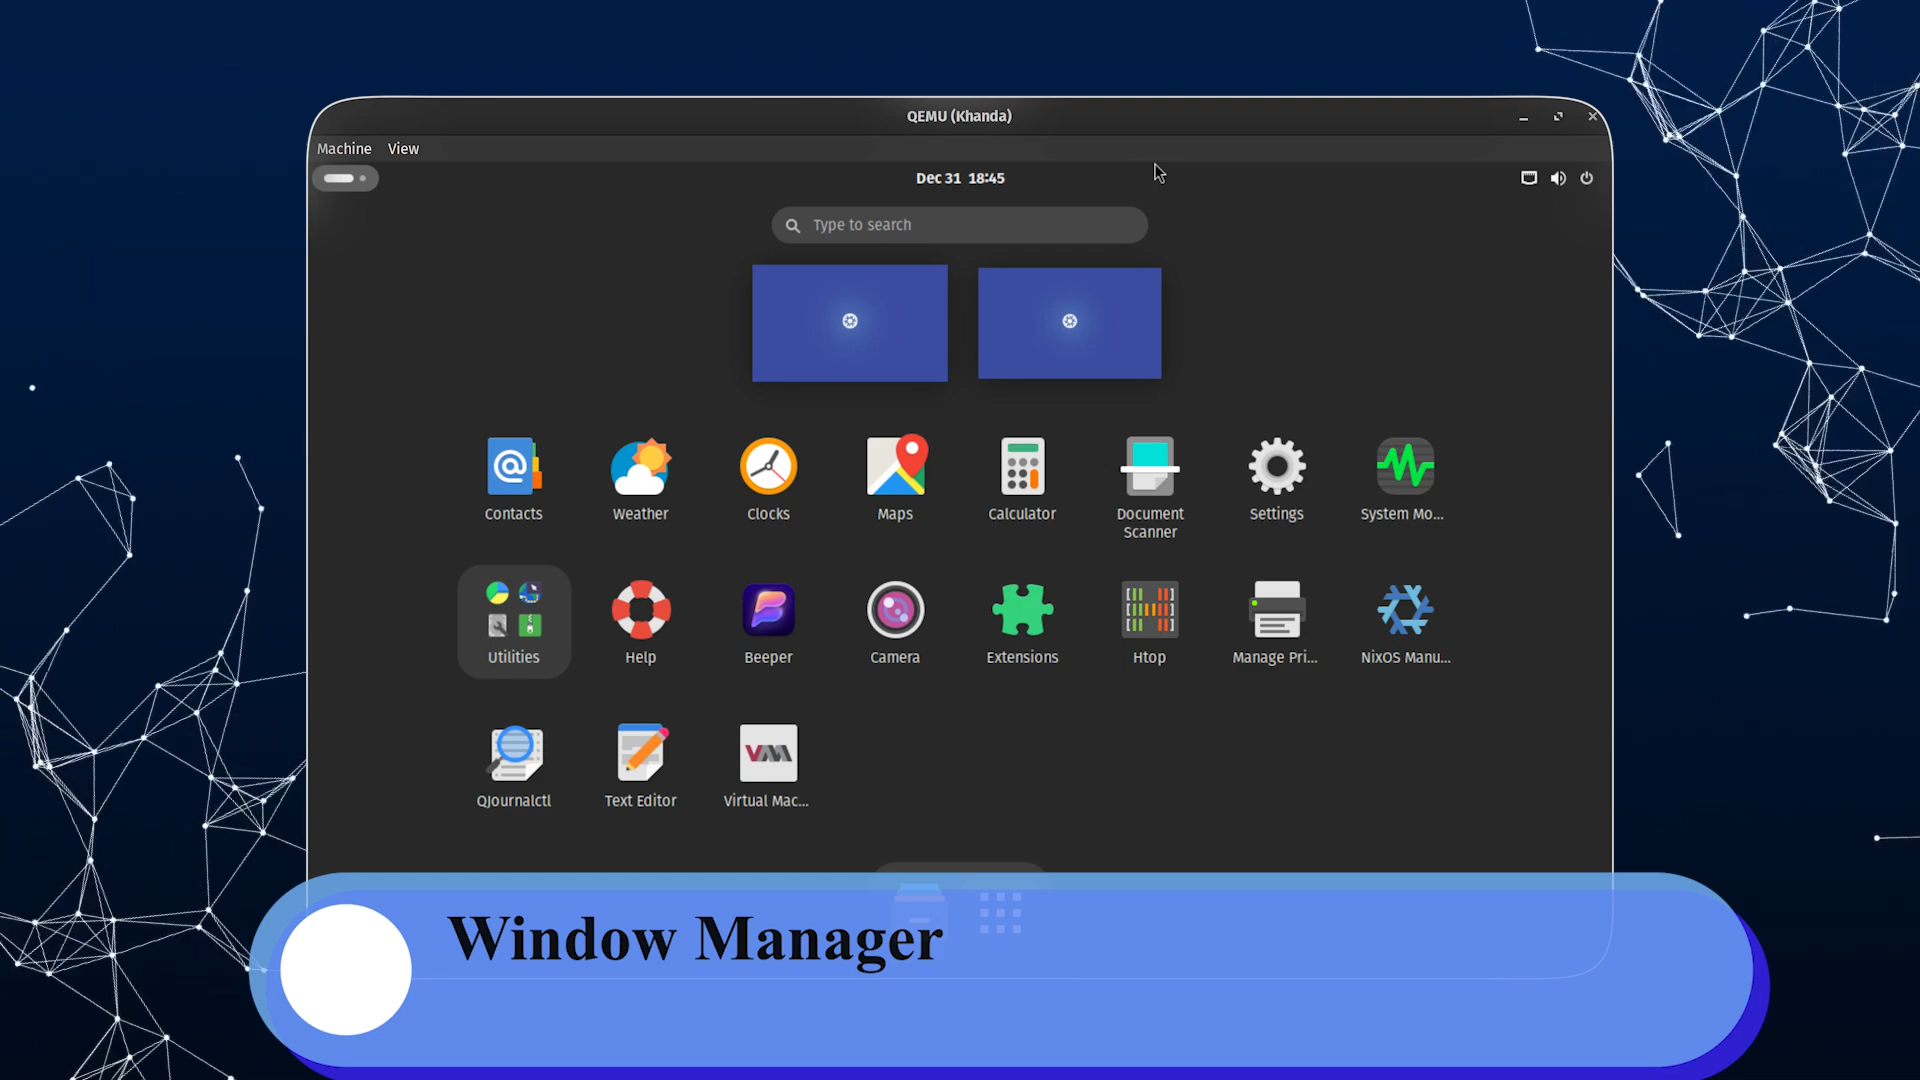 QEMU (Khanda)
Machine View
Dec 31 18:45
Type to search
Contacts
Weather
Clocks
Maps
Calculator
Document
Scanner
Settings
System Mo...
Utilities
Help
Beeper
Camera
Extensions
Htop
Manage Pri...
NixOS Manu...
QJournalctl
Text Editor
Virtual Mac...
Window Manager